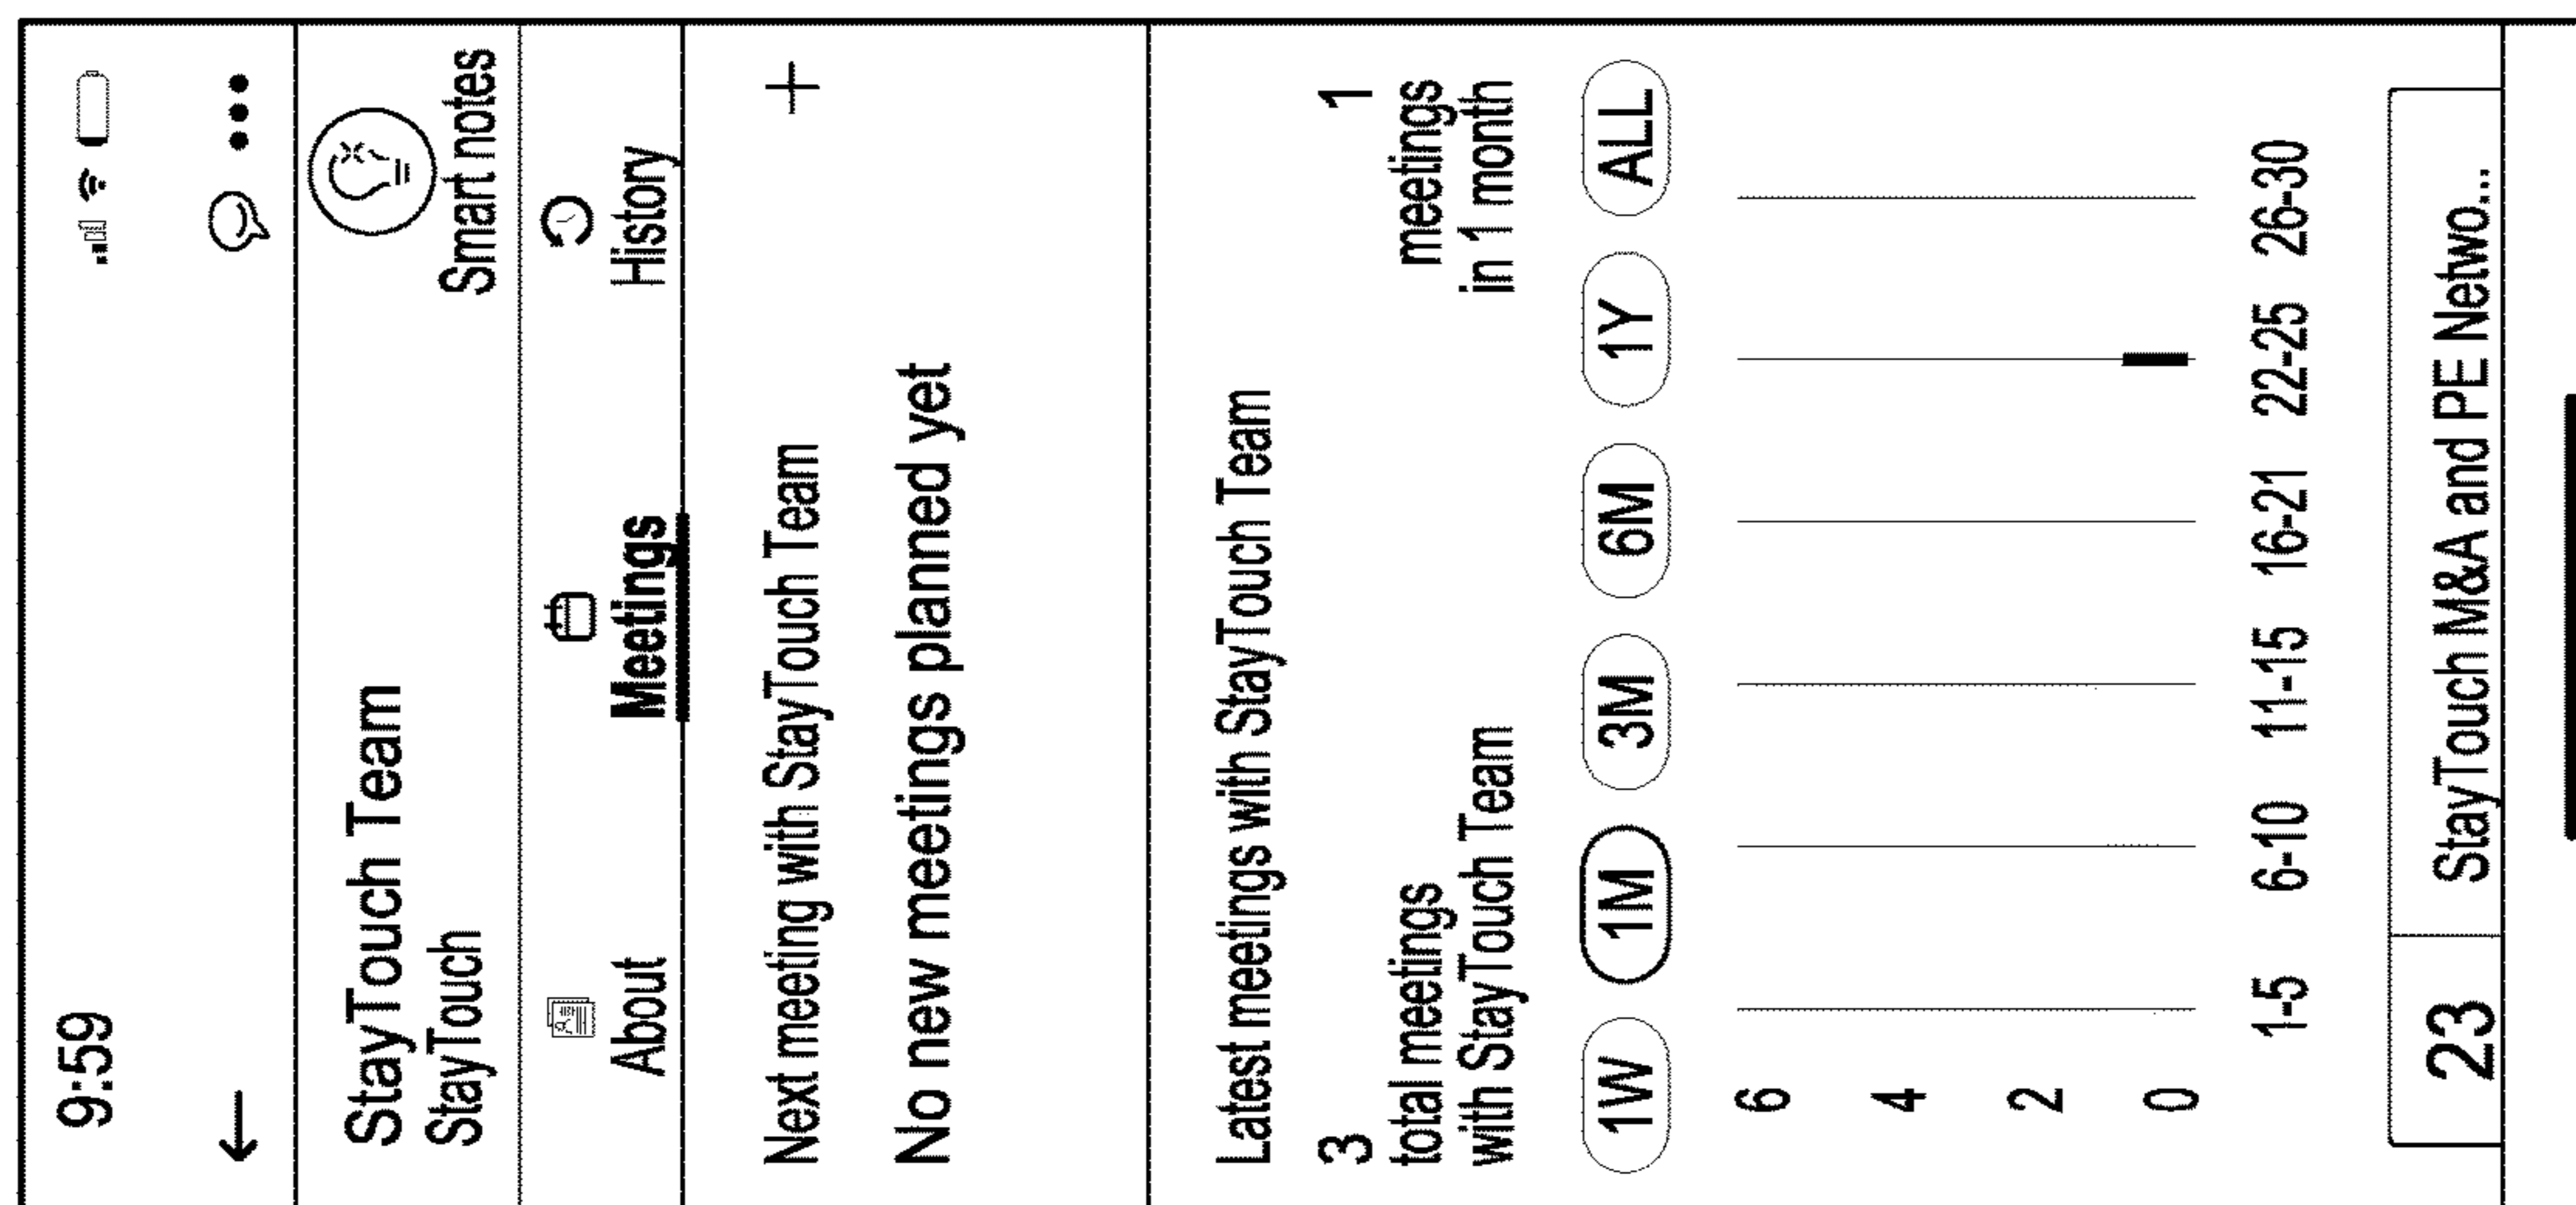 9:59
StayTouch Team
StayTouch
Smart notes
About
Meetings
History
Next meeting with StayTouch Team
+
No new meetings planned yet
Latest meetings with StayTouch Team
3
total meetings
with StayTouch Team
1
meetings
in 1 month
1W 1M 3M 6M 1Y ALL
6
4
2
0
1-5 6-10 11-15 16-21 22-25 26-30
23 StayTouch M&A and PE Netwo...